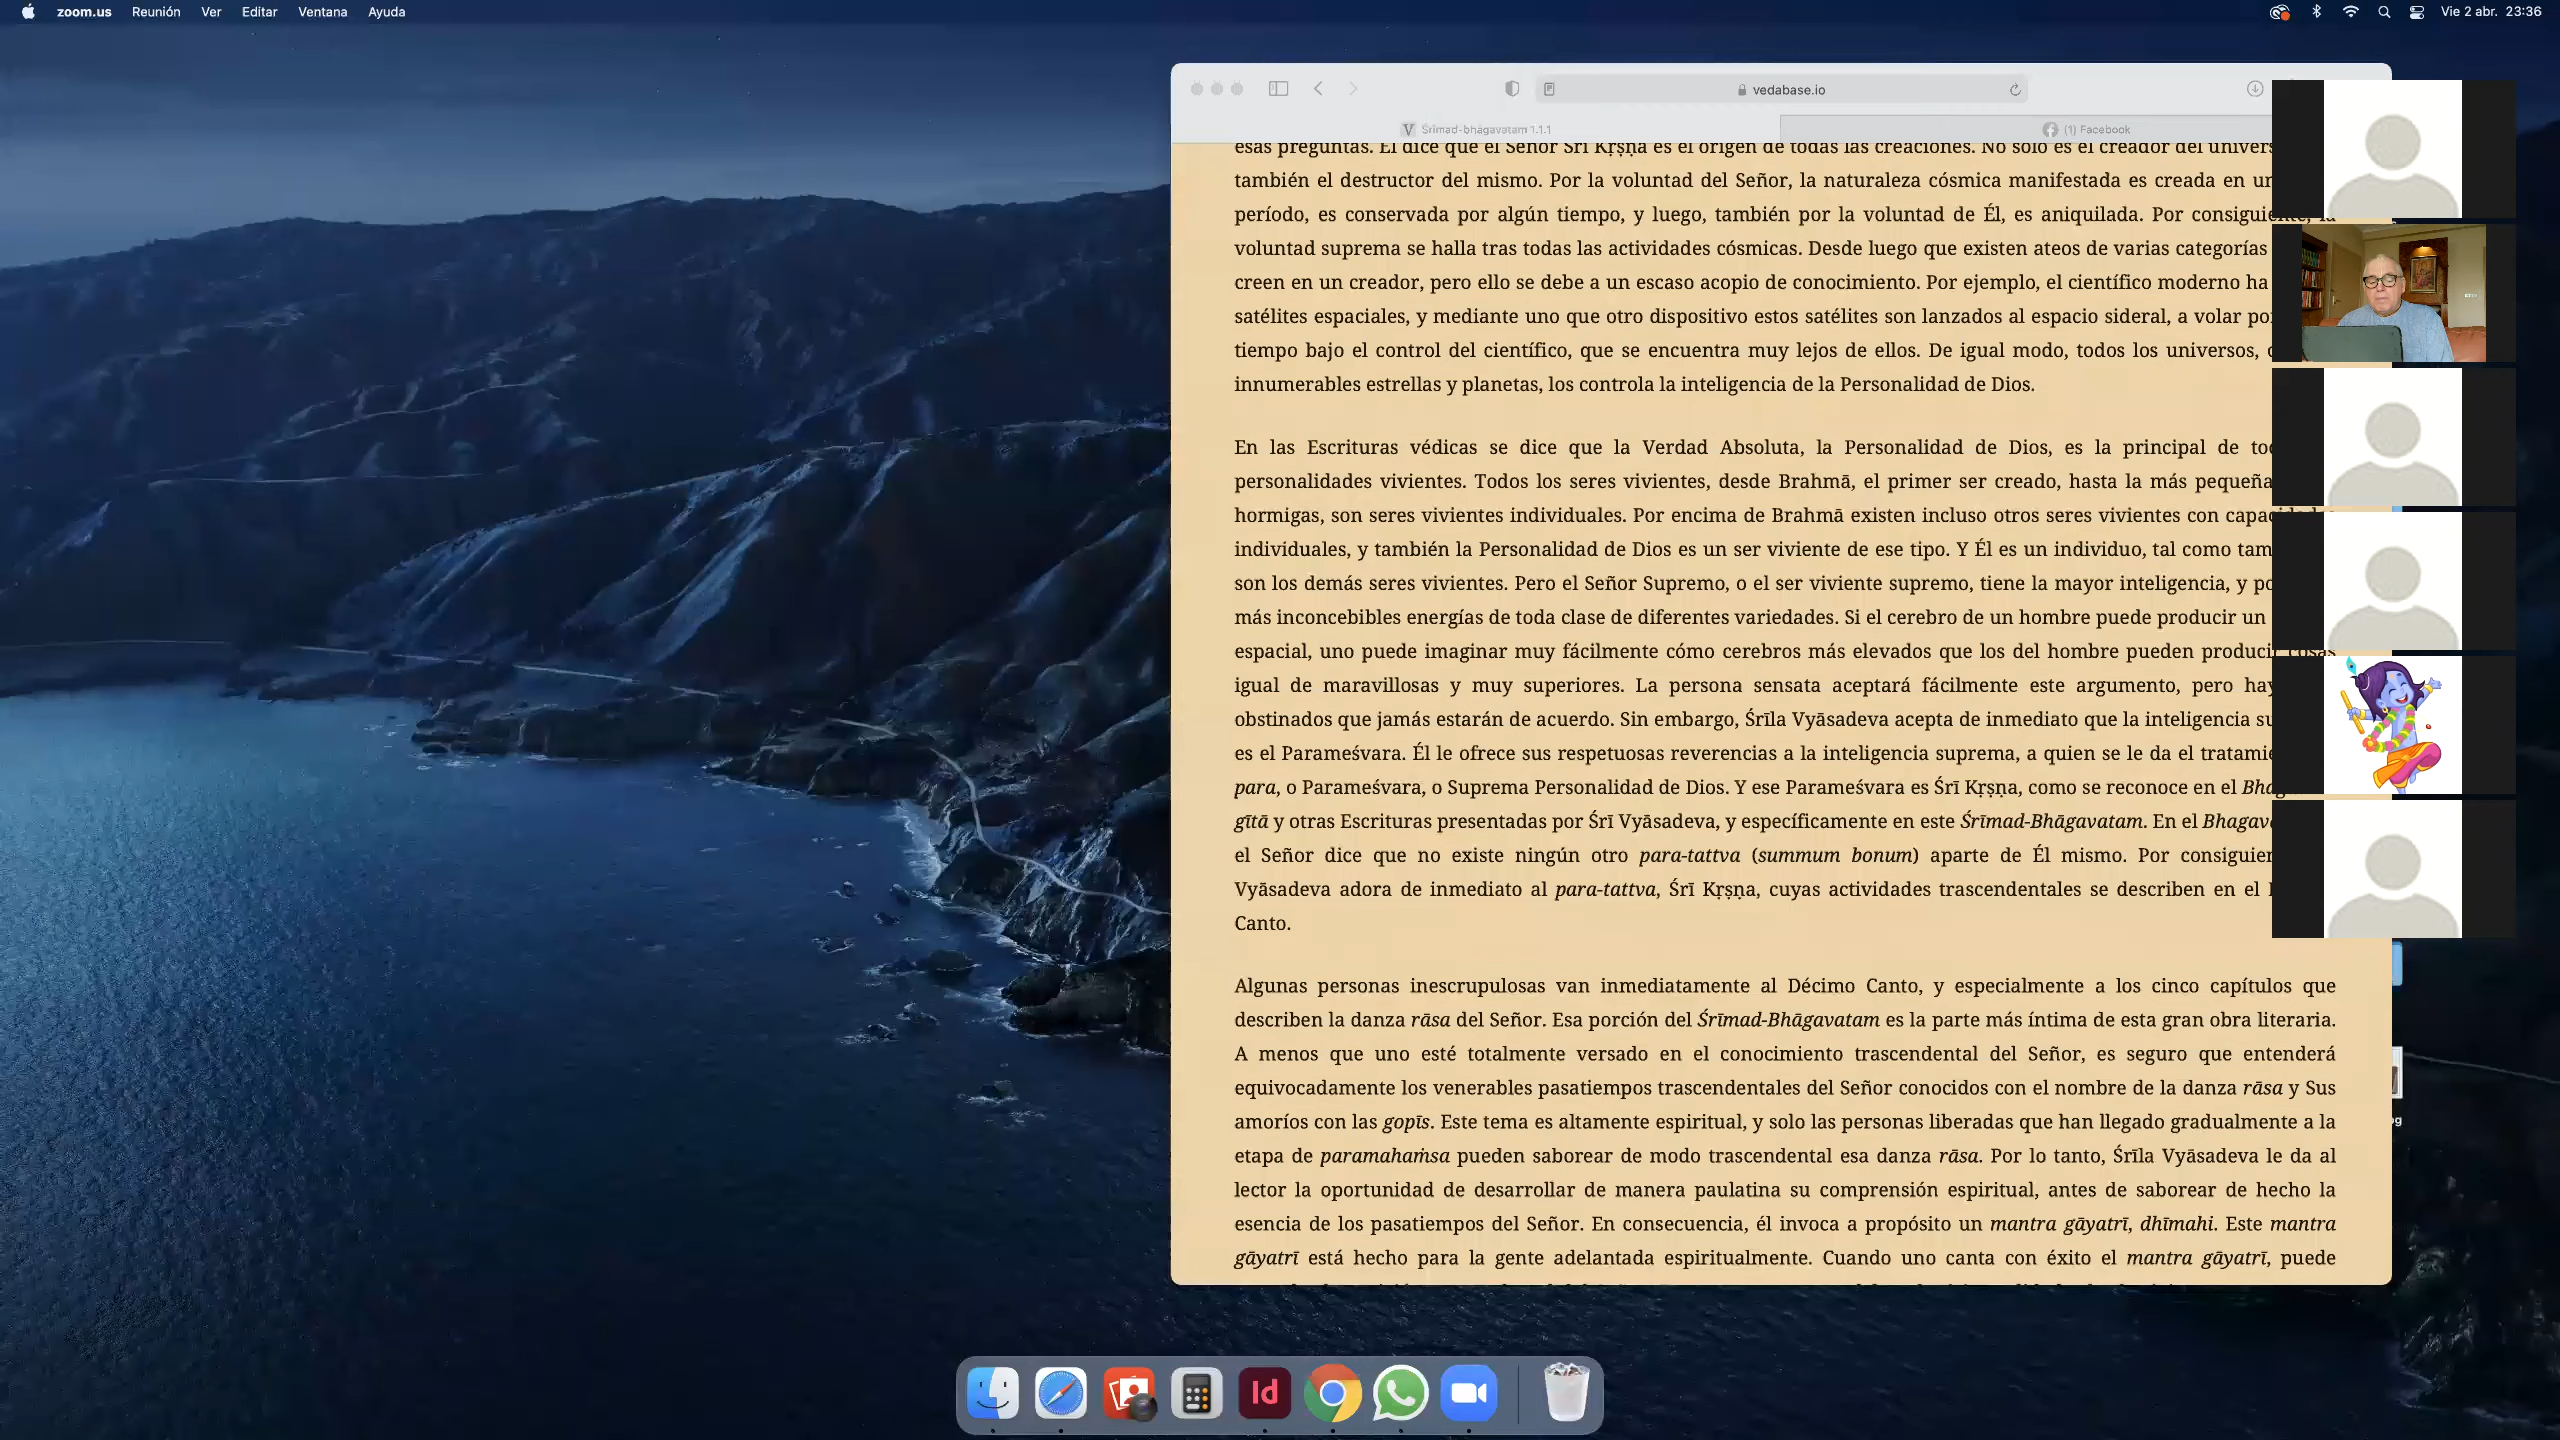 zoom.us Reunión Ver Editar Ventana Ayuda Vie 2 abr. 23:36
vedabase.io
V Śrīmad-bhāgavatam 1.1.1 (1) Facebook
esas preguntas. Él dice que el Señor Śrī Kṛṣṇa es el origen de todas las creaciones. No solo es el creador del
también el destructor del mismo. Por la voluntad del Señor, la naturaleza cósmica manifestada es creada en
período, es conservada por algún tiempo, y luego, también por la voluntad de Él, es aniquilada. Por
voluntad suprema se halla tras todas las actividades cósmicas. Desde luego que existen ateos de varias categorías
creen en un creador, pero ello se debe a un escaso acopio de conocimiento. Por ejemplo, el científico moderno ha
satélites espaciales, y mediante uno que otro dispositivo estos satélites son lanzados al espacio sideral, a volar
tiempo bajo el control del científico, que se encuentra muy lejos de ellos. De igual modo, todos los universos,
innumerables estrellas y planetas, los controla la inteligencia de la Personalidad de Dios.
En las Escrituras védicas se dice que la Verdad Absoluta, la Personalidad de Dios, es la principal de
personalidades vivientes. Todos los seres vivientes, desde Brahmā, el primer ser creado, hasta la más pequeña
hormigas, son seres vivientes individuales. Por encima de Brahmā existen incluso otros seres vivientes con
individuales, y también la Personalidad de Dios es un ser viviente de ese tipo. Y Él es un individuo, tal como
son los demás seres vivientes. Pero el Señor Supremo, o el ser viviente supremo, tiene la mayor inteligencia, y
más inconcebibles energías de toda clase de diferentes variedades. Si el cerebro de un hombre puede producir un
espacial, uno puede imaginar muy fácilmente cómo cerebros más elevados que los del hombre pueden producir cosas
igual de maravillosas y muy superiores. La persona sensata aceptará fácilmente este argumento, pero
obstinados que jamás estarán de acuerdo. Sin embargo, Śrīla Vyāsadeva acepta de inmediato que la inteligencia
es el Parameśvara. Él le ofrece sus respetuosas reverencias a la inteligencia suprema, a quien se le da el
para, o Parameśvara, o Suprema Personalidad de Dios. Y ese Parameśvara es Śrī Kṛṣṇa, como se reconoce en el
gītā y otras Escrituras presentadas por Śrī Vyāsadeva, y específicamente en este Śrīmad-Bhāgavatam. En el
el Señor dice que no existe ningún otro para-tattva (summum bonum) aparte de Él mismo. Por
Vyāsadeva adora de inmediato al para-tattva, Śrī Kṛṣṇa, cuyas actividades trascendentales se describen en el
Canto.
Algunas personas inescrupulosas van inmediatamente al Décimo Canto, y especialmente a los cinco capítulos que
describen la danza rāsa del Señor. Esa porción del Śrīmad-Bhāgavatam es la parte más íntima de esta gran obra literaria.
A menos que uno esté totalmente versado en el conocimiento trascendental del Señor, es seguro que entenderá
equivocadamente los venerables pasatiempos trascendentales del Señor conocidos con el nombre de la danza rāsa y Sus
amoríos con las gopīs. Este tema es altamente espiritual, y solo las personas liberadas que han llegado gradualmente a la
etapa de paramahaṁsa pueden saborear de modo trascendental esa danza rāsa. Por lo tanto, Śrīla Vyāsadeva le da al
lector la oportunidad de desarrollar de manera paulatina su comprensión espiritual, antes de saborear de hecho la
esencia de los pasatiempos del Señor. En consecuencia, él invoca a propósito un mantra gāyatrī, dhīmahi. Este mantra
gāyatrī está hecho para la gente adelantada espiritualmente. Cuando uno canta con éxito el mantra gāyatrī, puede
Id